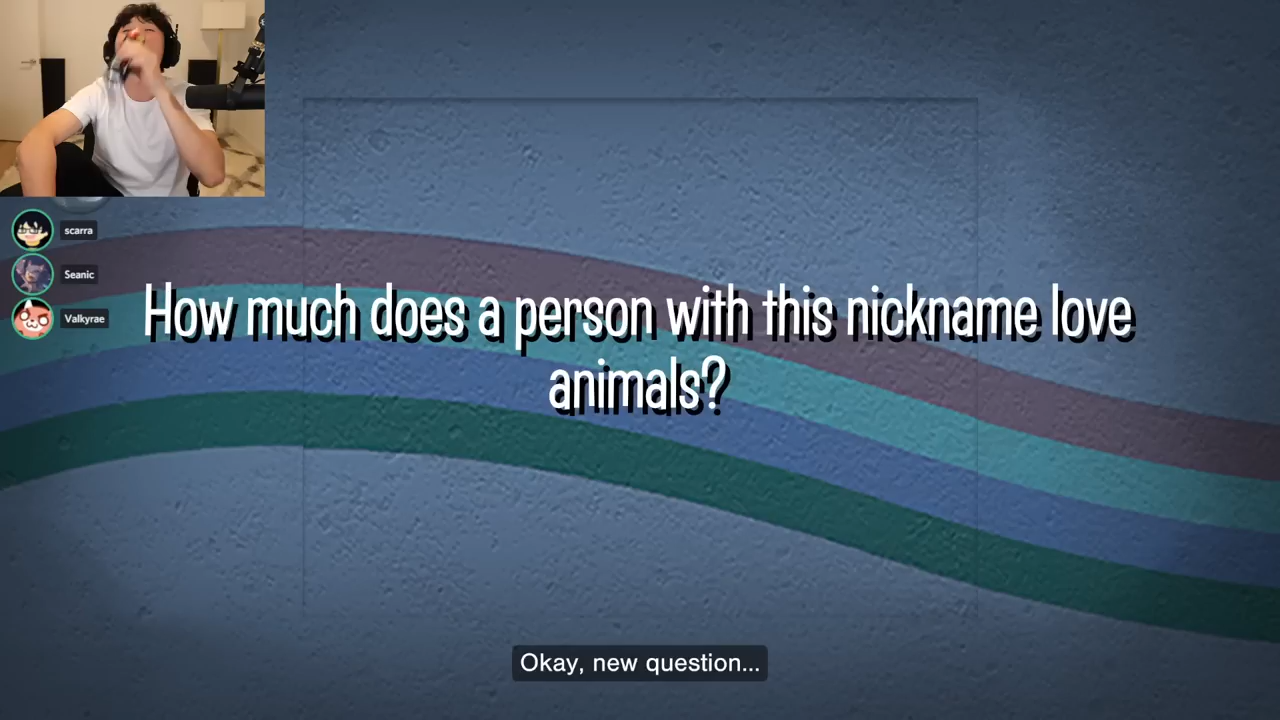 scarra
Seanic
Valkyrae
How much does a person with this nickname love
animals?
Okay, new question...